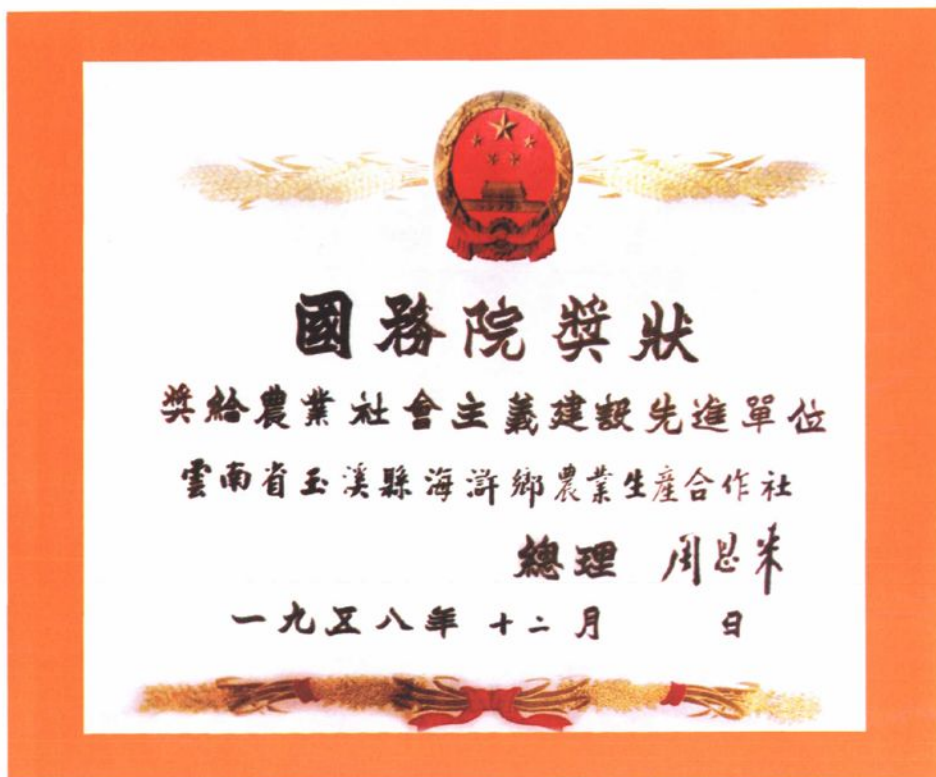 國務院獎狀
獎給農業社會主義建設先進單位
雲南省玉溪縣海滸鄉農業生產合作社
總理 周恩来
一九五八年 十二月 日